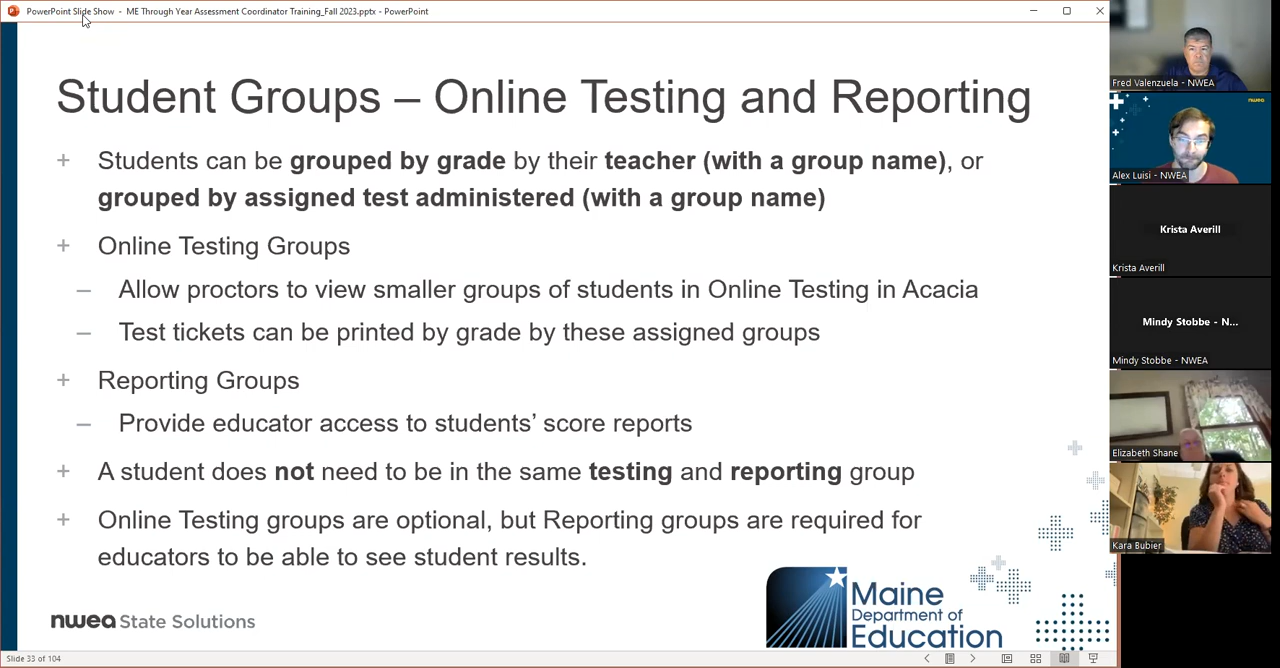 PowerPoint Slide Show - ME Through Year Assessment Coordinator Training_Fall 2023.pptx - PowerPoint
Student Groups – Online Testing and Reporting
+ Students can be grouped by grade by their teacher (with a group name), or
grouped by assigned test administered (with a group name)
+ Online Testing Groups
– Allow proctors to view smaller groups of students in Online Testing in Acacia
– Test tickets can be printed by grade by these assigned groups
+ Reporting Groups
– Provide educator access to students’ score reports
+ A student does not need to be in the same testing and reporting group
+ Online Testing groups are optional, but Reporting groups are required for
educators to be able to see student results.
nwea State Solutions
Maine
Department of
Education
Slide 33 of 104
Fred Valenzuela - NWEA
nwea
Alex Luisi - NWEA
Krista Averill
Krista Averill
Mindy Stobbe - N...
Mindy Stobbe - NWEA
Elizabeth Shane
Kara Bubier